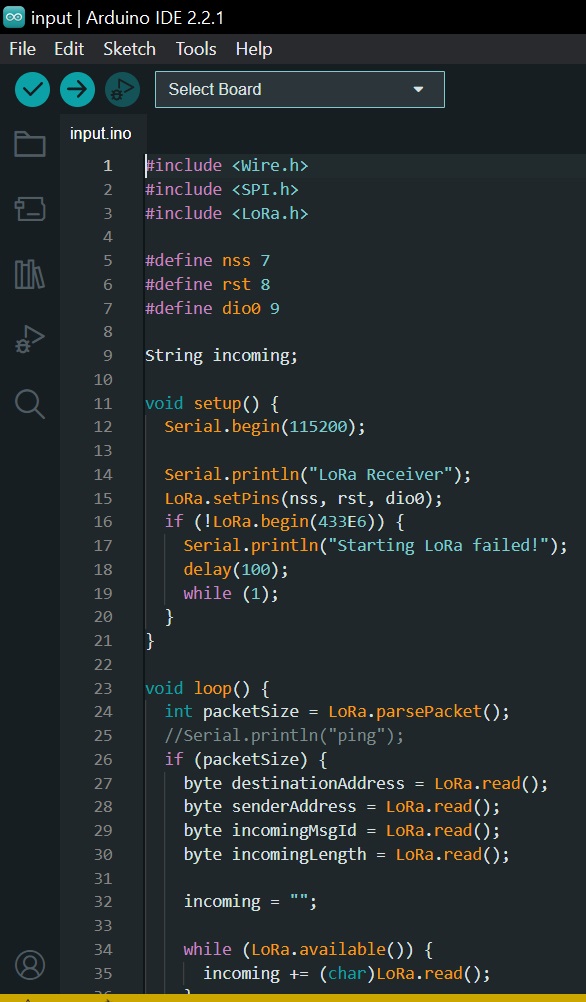 input | Arduino IDE 2.2.1
File Edit Sketch Tools Help
Select Board
input.ino
1 #include <Wire.h>
2 #include <SPI.h>
3 #include <LoRa.h>
4
5 #define nss 7
6 #define rst 8
7 #define dio0 9
8
9 String incoming;
10
11 void setup() {
12   Serial.begin(115200);
13
14   Serial.println("LoRa Receiver");
15   LoRa.setPins(nss, rst, dio0);
16   if (!LoRa.begin(433E6)) {
17     Serial.println("Starting LoRa failed!");
18     delay(100);
19     while (1);
20   }
21 }
22
23 void loop() {
24   int packetSize = LoRa.parsePacket();
25   //Serial.println("ping");
26   if (packetSize) {
27     byte destinationAddress = LoRa.read();
28     byte senderAddress = LoRa.read();
29     byte incomingMsgId = LoRa.read();
30     byte incomingLength = LoRa.read();
31
32     incoming = "";
33
34     while (LoRa.available()) {
35       incoming += (char)LoRa.read();